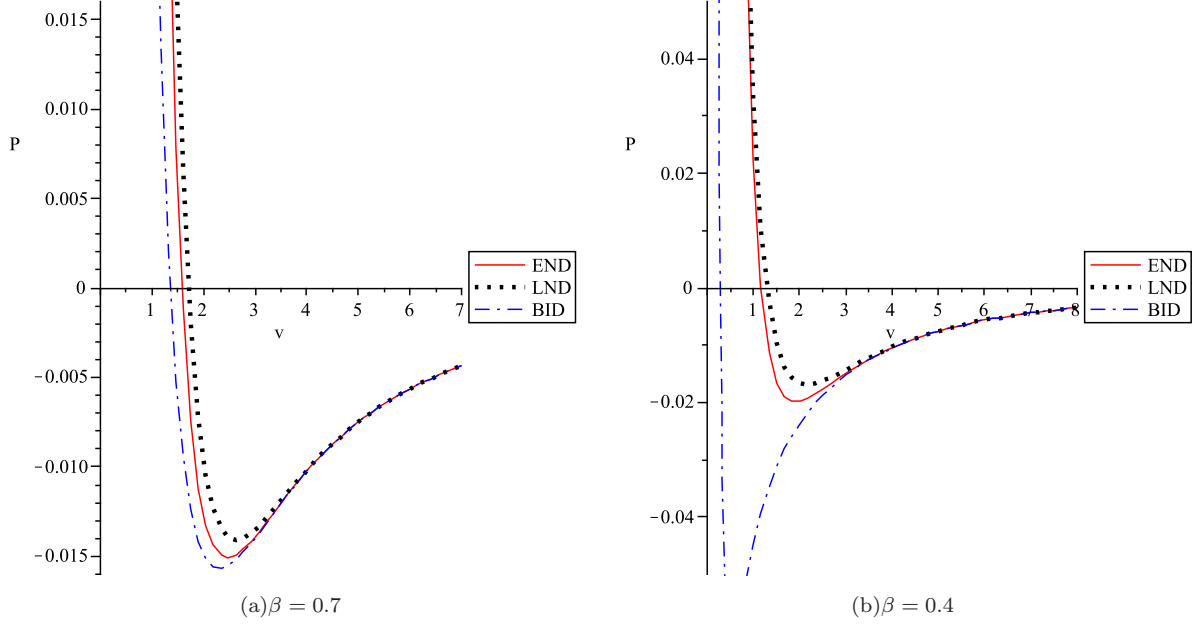 0.015
0.010
P
0.005
0
1 2 3 4 5 6 7
v
END
LND
BID
−0.005
−0.010
−0.015
(a)β = 0.7
0.04
P
0.02
0
1 2 3 4 5 6 7 8
v
END
LND
BID
−0.02
−0.04
(b)β = 0.4